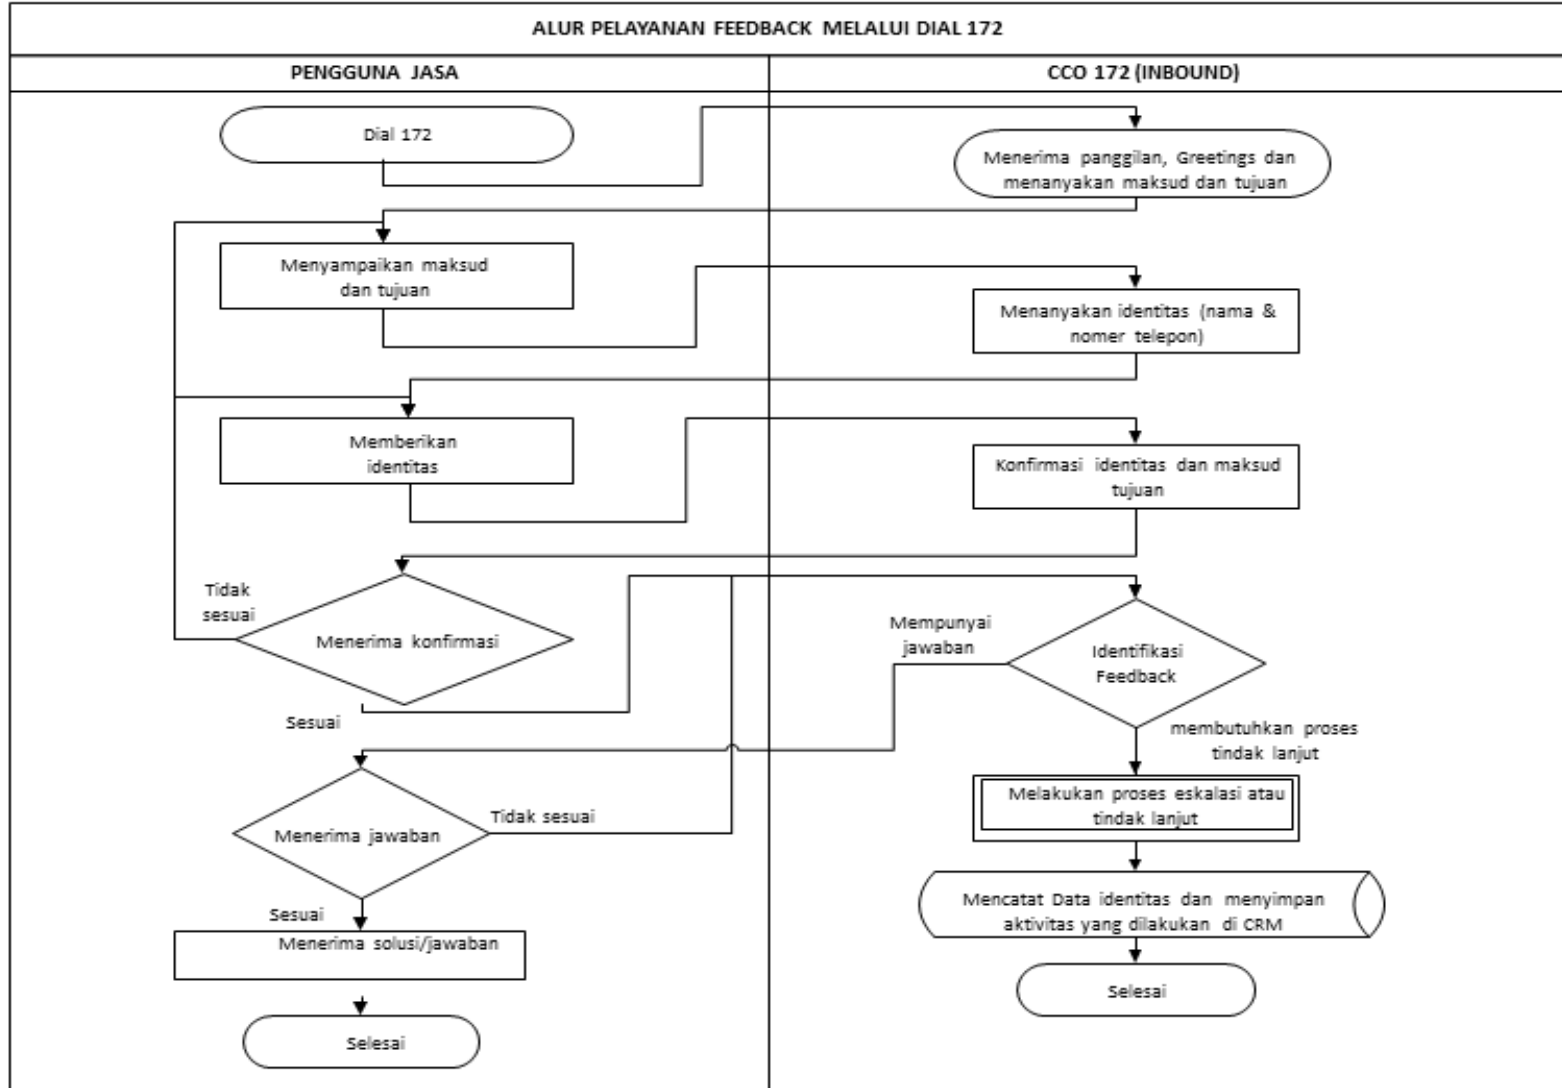 ALUR PELAYANAN FEEDBACK MELALUI DIAL 172
PENGGUNA JASA
CCO 172 (INBOUND)
Dial 172
Menerima panggilan, Greetings dan
menanyakan maksud dan tujuan
Menyampaikan maksud
dan tujuan
Menanyakan identitas (nama &
nomer telepon)
Memberikan
identitas
Konfirmasi identitas dan maksud
tujuan
Tidak
sesuai
Menerima konfirmasi
Sesuai
Mempunyai
jawaban
Identifikasi
Feedback
membutuhkan proses
tindak lanjut
Menerima jawaban
Tidak sesuai
Melakukan proses eskalasi atau
tindak lanjut
Sesuai
Menerima solusi/jawaban
Mencatat Data identitas dan menyimpan
aktivitas yang dilakukan di CRM
Selesai
Selesai